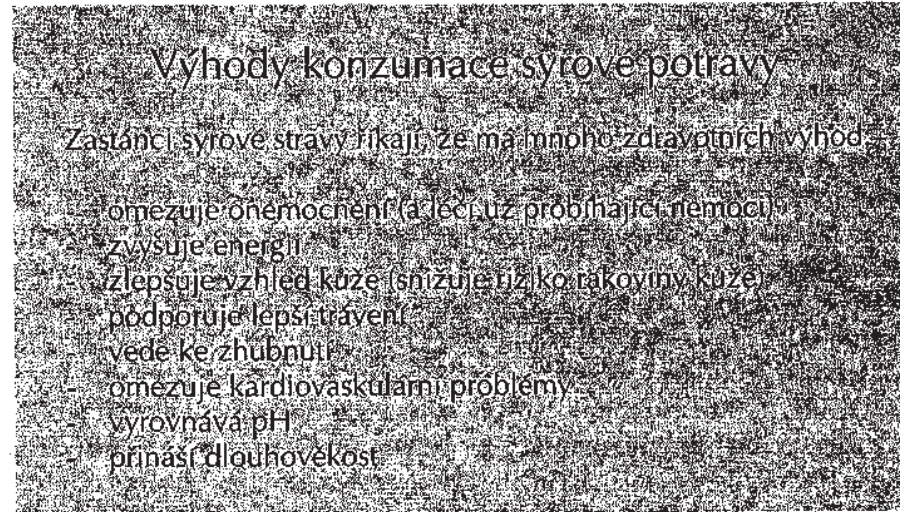 Výhody konzumace syrové potravy
Zastánci syrové stravy říkají, že má mnoho zdravotních výhod
- omezuje onemocnění (a léčí už probíhající nemoci)
- zvyšuje energii
- zlepšuje vzhled kůže (snižuje riziko rakoviny kůže)
- podporuje lepší trávení
- vede ke zhubnutí
- omezuje kardiovaskulární problémy
- vyrovnává pH
- přináší dlouhověkost